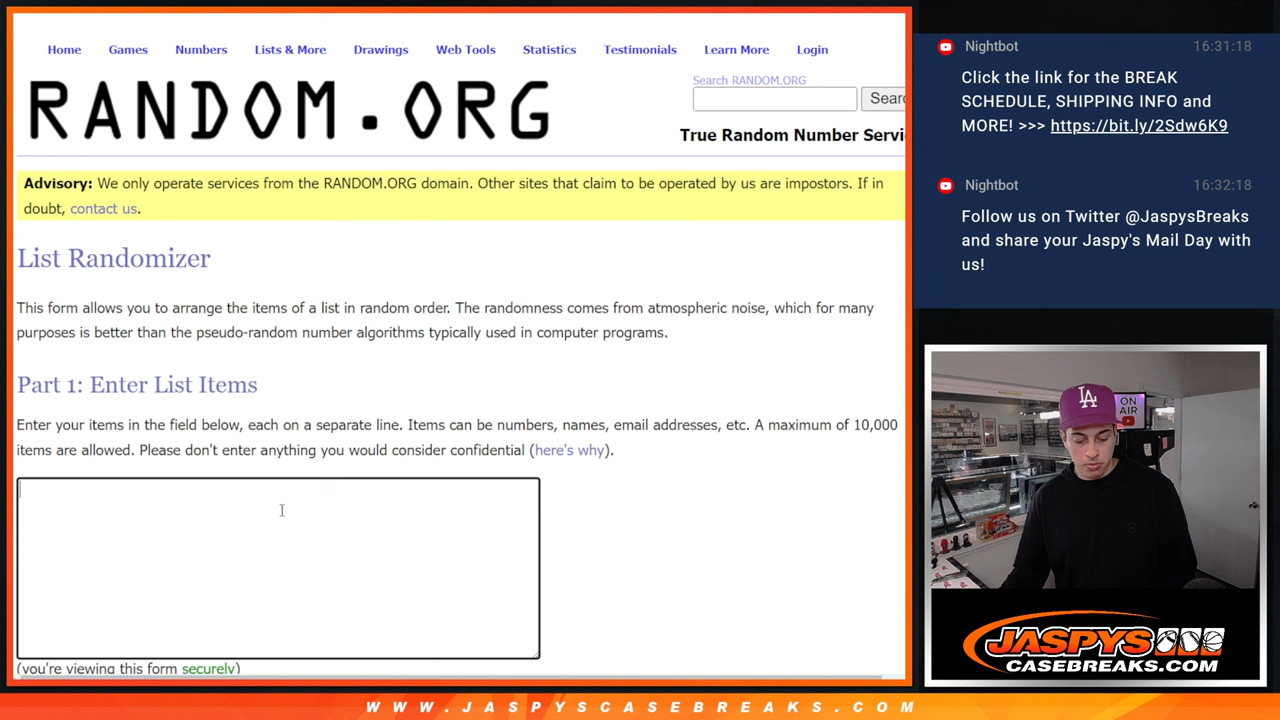 Home Games Numbers Lists & More Drawings Web Tools Statistics Testimonials Learn More Login
RANDOM.ORG
Search RANDOM.ORG
Searc
True Random Number Servi
Advisory: We only operate services from the RANDOM.ORG domain. Other sites that claim to be operated by us are impostors. If in
doubt, contact us.
List Randomizer
This form allows you to arrange the items of a list in random order. The randomness comes from atmospheric noise, which for many
purposes is better than the pseudo-random number algorithms typically used in computer programs.
Part 1: Enter List Items
Enter your items in the field below, each on a separate line. Items can be numbers, names, email addresses, etc. A maximum of 10,000
items are allowed. Please don't enter anything you would consider confidential (here's why).
(you're viewing this form securely)
Nightbot 16:31:18
Click the link for the BREAK
SCHEDULE, SHIPPING INFO and
MORE! >>> https://bit.ly/2Sdw6K9
Nightbot 16:32:18
Follow us on Twitter @JaspysBreaks
and share your Jaspy's Mail Day with
us!
LA
ON
AIR
JASPYS
CASEBREAKS.COM
WWW.JASPYSCASEBREAKS.COM